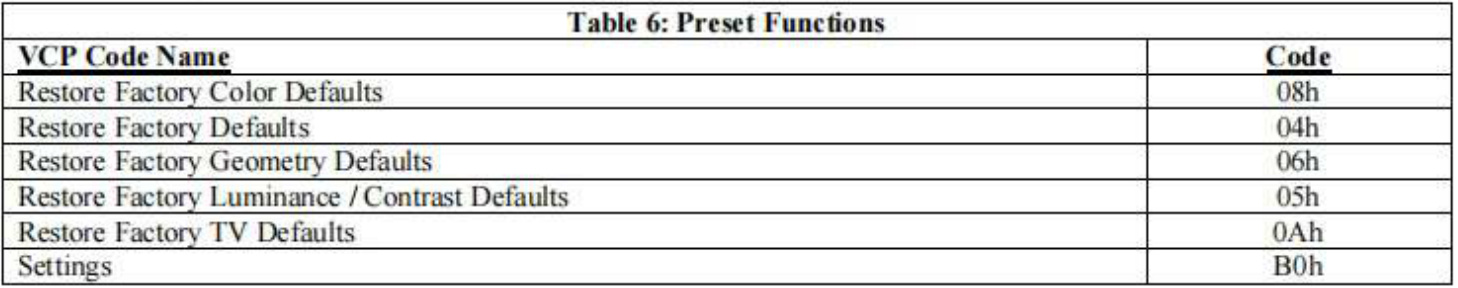 Table 6: Preset Functions
VCP Code Name Code
Restore Factory Color Defaults 08h
Restore Factory Defaults 04h
Restore Factory Geometry Defaults 06h
Restore Factory Luminance / Contrast Defaults 05h
Restore Factory TV Defaults 0Ah
Settings B0h